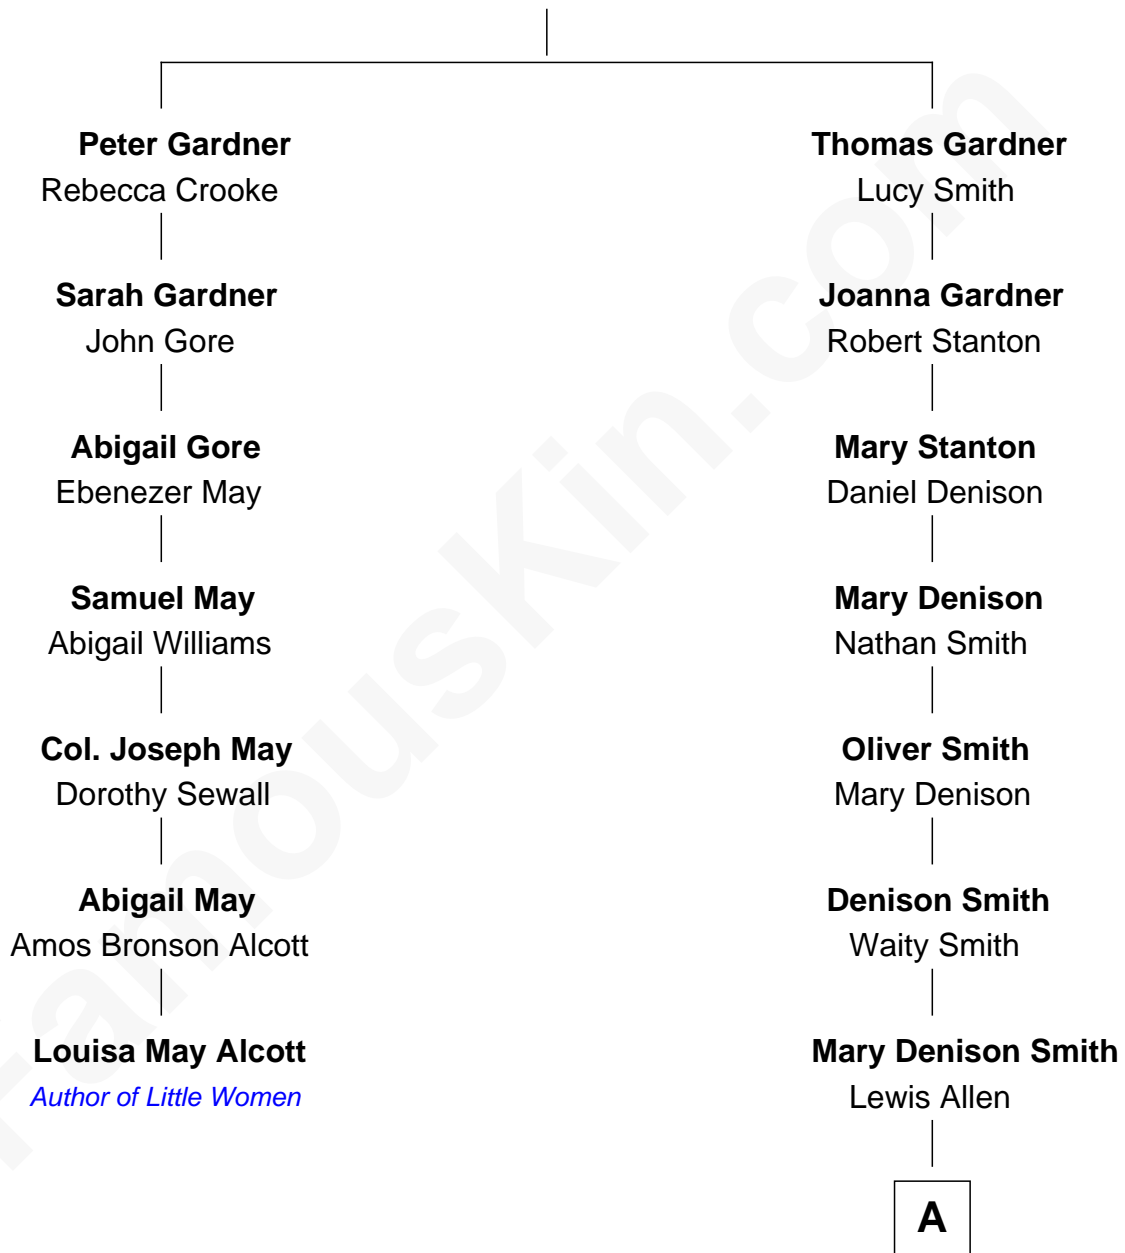 Peter Gardner
Rebecca Crooke
Sarah Gardner
John Gore
Abigail Gore
Ebenezer May
Samuel May
Abigail Williams
Col. Joseph May
Dorothy Sewall
Abigail May
Amos Bronson Alcott
Louisa May Alcott
Author of Little Women
Thomas Gardner
Lucy Smith
Joanna Gardner
Robert Stanton
Mary Stanton
Daniel Denison
Mary Denison
Nathan Smith
Oliver Smith
Mary Denison
Denison Smith
Waity Smith
Mary Denison Smith
Lewis Allen
A
FamousKin.com